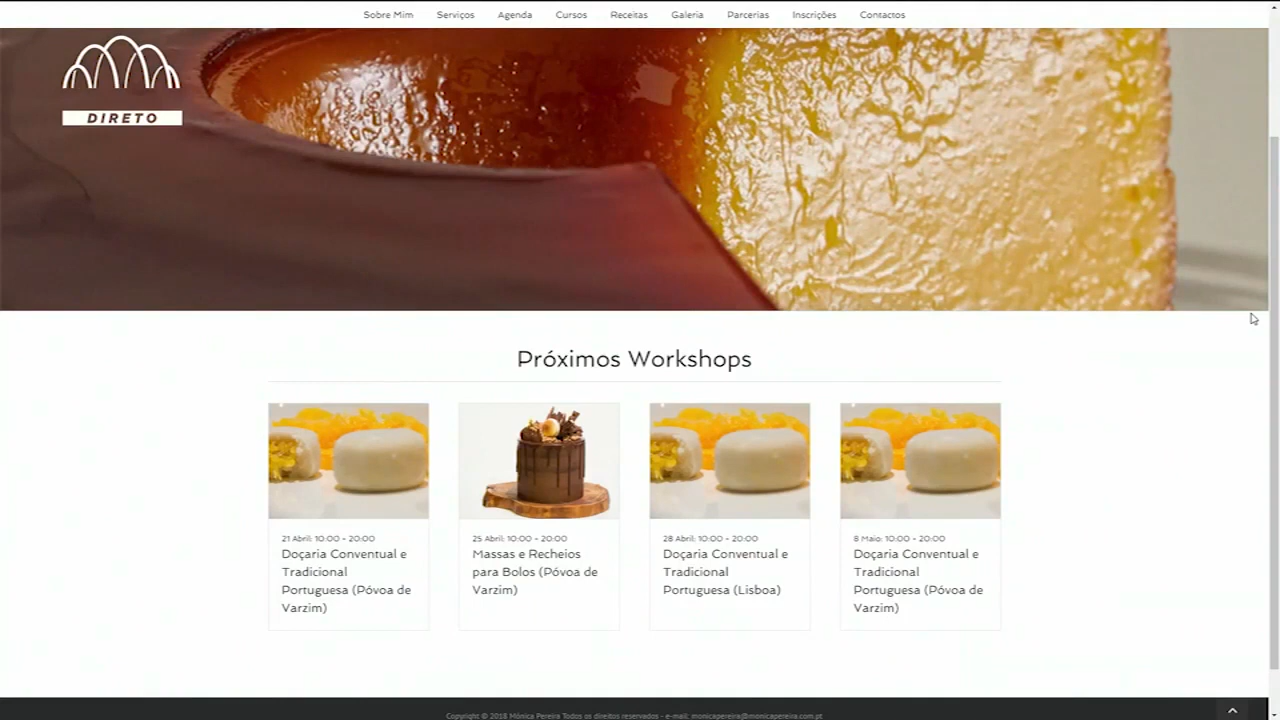 Sobre Mim Serviços Agenda Cursos Receitas Galeria Parcerias Inscrições Contactos
DIRETO
Próximos Workshops
21 Abril: 10:00 - 20:00
Doçaria Conventual e
Tradicional
Portuguesa (Póvoa de
Varzim)
25 Abril: 10:00 - 20:00
Massas e Recheios
para Bolos (Póvoa de
Varzim)
28 Abril: 10:00 - 20:00
Doçaria Conventual e
Tradicional
Portuguesa (Lisboa)
8 Maio: 10:00 - 20:00
Doçaria Conventual e
Tradicional
Portuguesa (Póvoa de
Varzim)
Copyright © 2018 Mónica Pereira Todos os direitos reservados - e-mail: monicapereira@monicapereira.com.pt